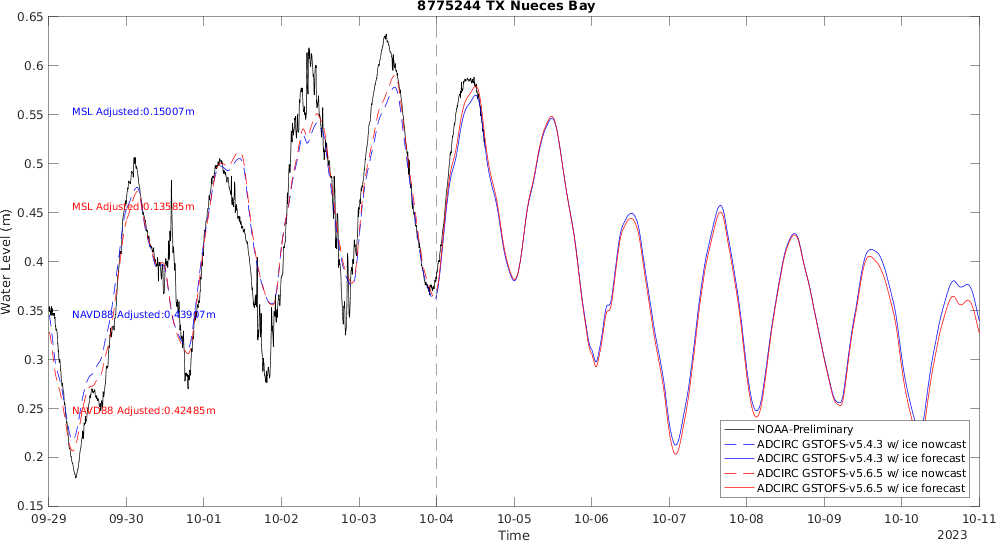 8775244 TX Nueces Bay
0.65
0.6
0.55
0.5
0.45
0.4
0.35
0.3
0.25
0.2
0.15
Water Level (m)
MSL Adjusted:0.15007m
MSL Adjusted:0.13585m
NAVD88 Adjusted:0.43907m
NAVD88 Adjusted:0.42485m
NOAA-Preliminary
ADCIRC GSTOFS-v5.4.3 w/ ice nowcast
ADCIRC GSTOFS-v5.4.3 w/ ice forecast
ADCIRC GSTOFS-v5.6.5 w/ ice nowcast
ADCIRC GSTOFS-v5.6.5 w/ ice forecast
09-29 09-30 10-01 10-02 10-03 10-04 10-05 10-06 10-07 10-08 10-09 10-10 10-11
Time
2023